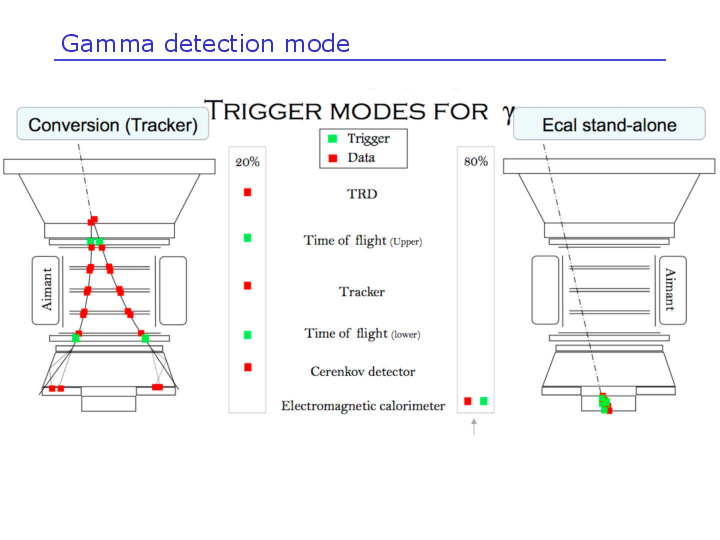 Gamma detection mode
TRIGGER MODES FOR γ
Conversion (Tracker)
Ecal stand-alone
Trigger
Data
20%
80%
TRD
Time of flight (Upper)
Aimant
Aimant
Tracker
Time of flight (lower)
Cerenkov detector
Electromagnetic calorimeter